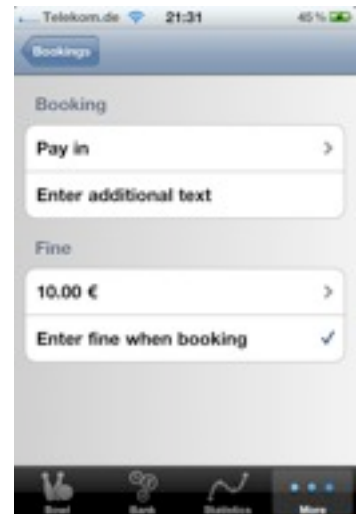 Telekom.de 21:31 45 %
Bookings
Booking
Pay in
Enter additional text
Fine
10.00 €
Enter fine when booking
Bowl Bank Statistics More